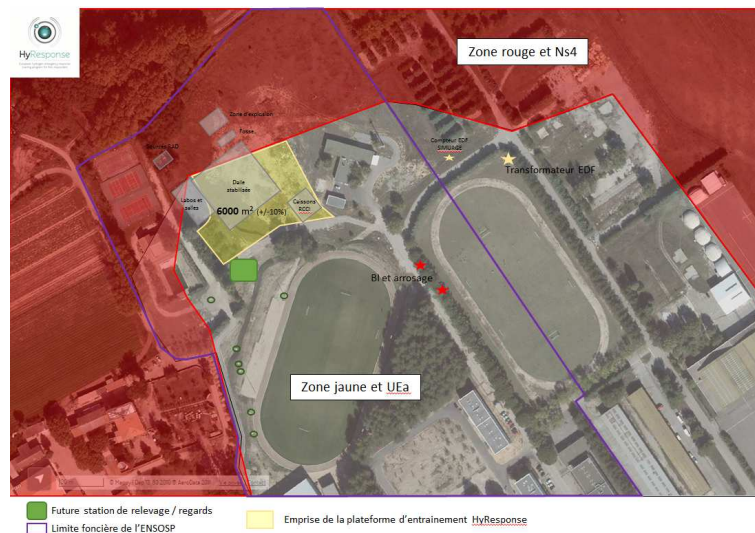 HyResponse
Zone rouge et Ns4
Zone d'explosion
Fosse
Compteur EDF
SIMURGE
Transformateur EDF
Dalle
stabilisée
Labos et
salles
6000 m² (+/-10%)
Caissons
RCCI
BI et arrosage
Zone jaune et UEa
Future station de relevage / regards
Limite foncière de l'ENSOSP
Emprise de la plateforme d'entrainement HyResponse